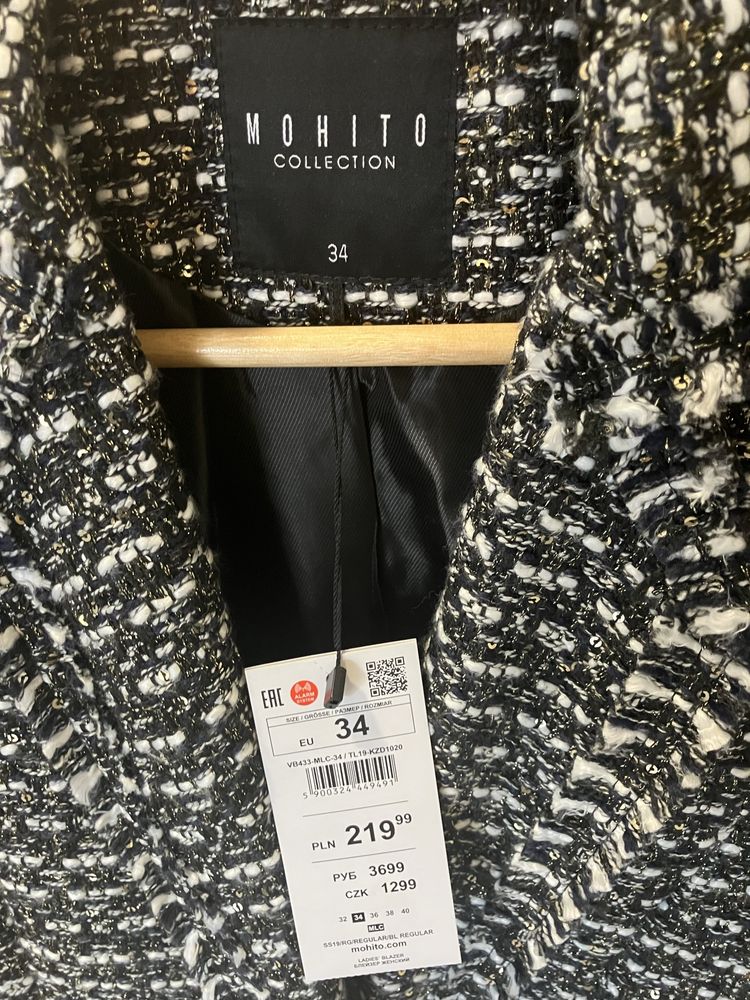 MOHITO
COLLECTION
34
EAC
ALARM
SYSTEM
SIZE / GRÖSSE / РАЗМЕР / ROZMIAR
EU 34
VB433-MLC-34 / TL19-KZD1020
5 900324 449491
PLN 219 99
РУБ 3699
CZK 1299
32 34 36 38 40
MLC
SS19/RG/REGULAR/BL REGULAR
mohito.com
LADIES' BLAZER
БЛЕЙЗЕР ЖЕНСКИЙ